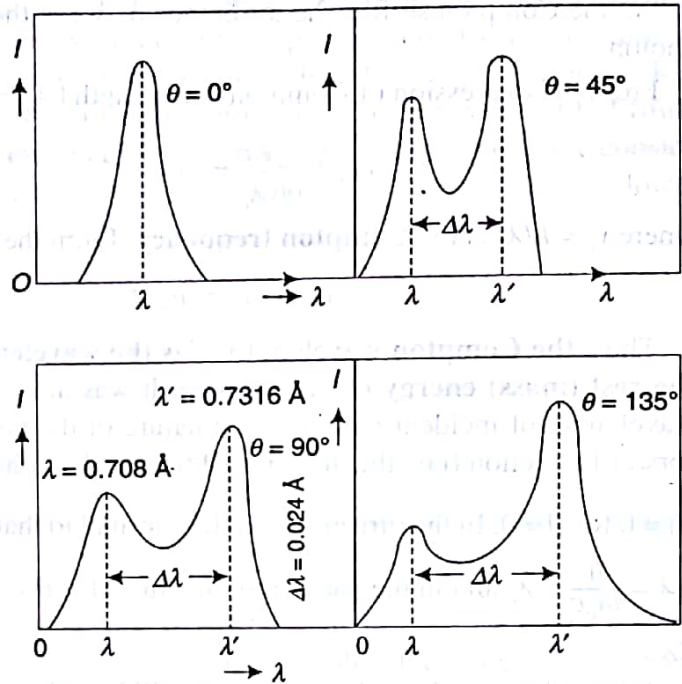 I
θ = 0°
O
λ
λ
I
θ = 45°
Δλ
λ
λ′
λ
I
λ′ = 0.7316 Å
λ = 0.708 Å
θ = 90°
Δλ = 0.024 Å
Δλ
0
λ
λ′
λ
I
θ = 135°
Δλ
0
λ
λ′